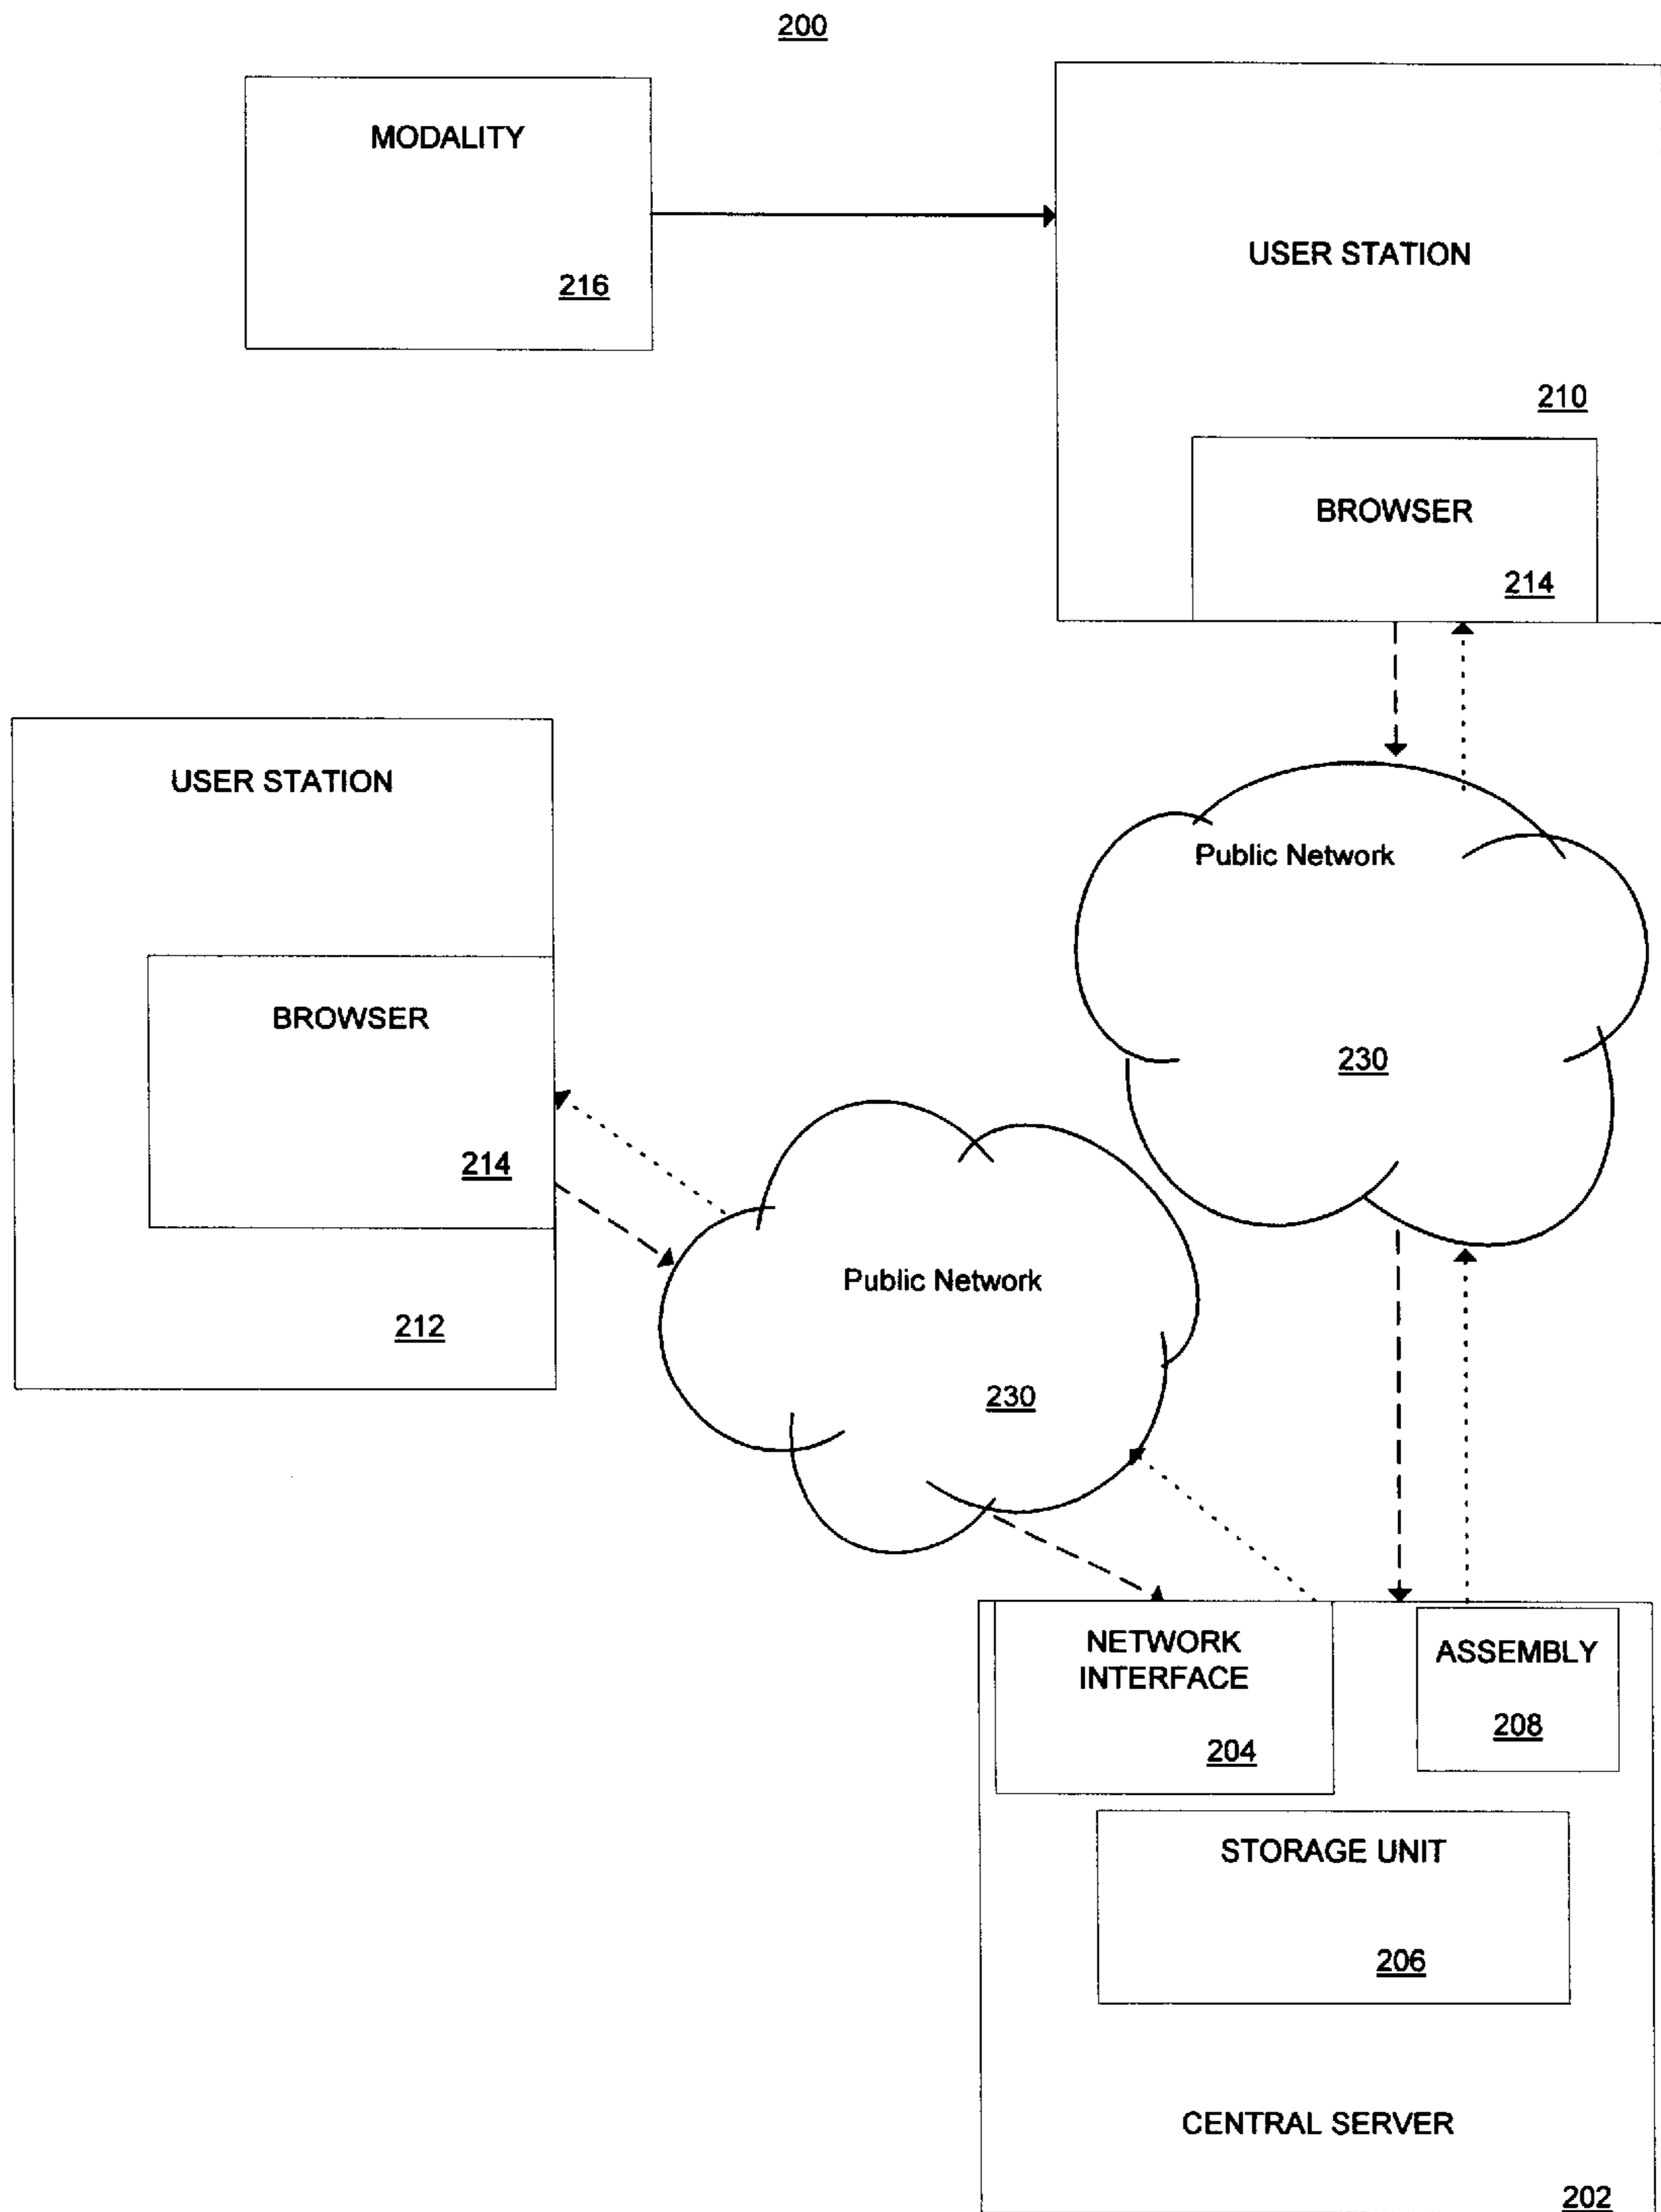 200
MODALITY
216
USER STATION
210
BROWSER
214
USER STATION
BROWSER
214
212
Public Network
230
Public Network
230
NETWORK
INTERFACE
204
ASSEMBLY
208
STORAGE UNIT
206
CENTRAL SERVER
202